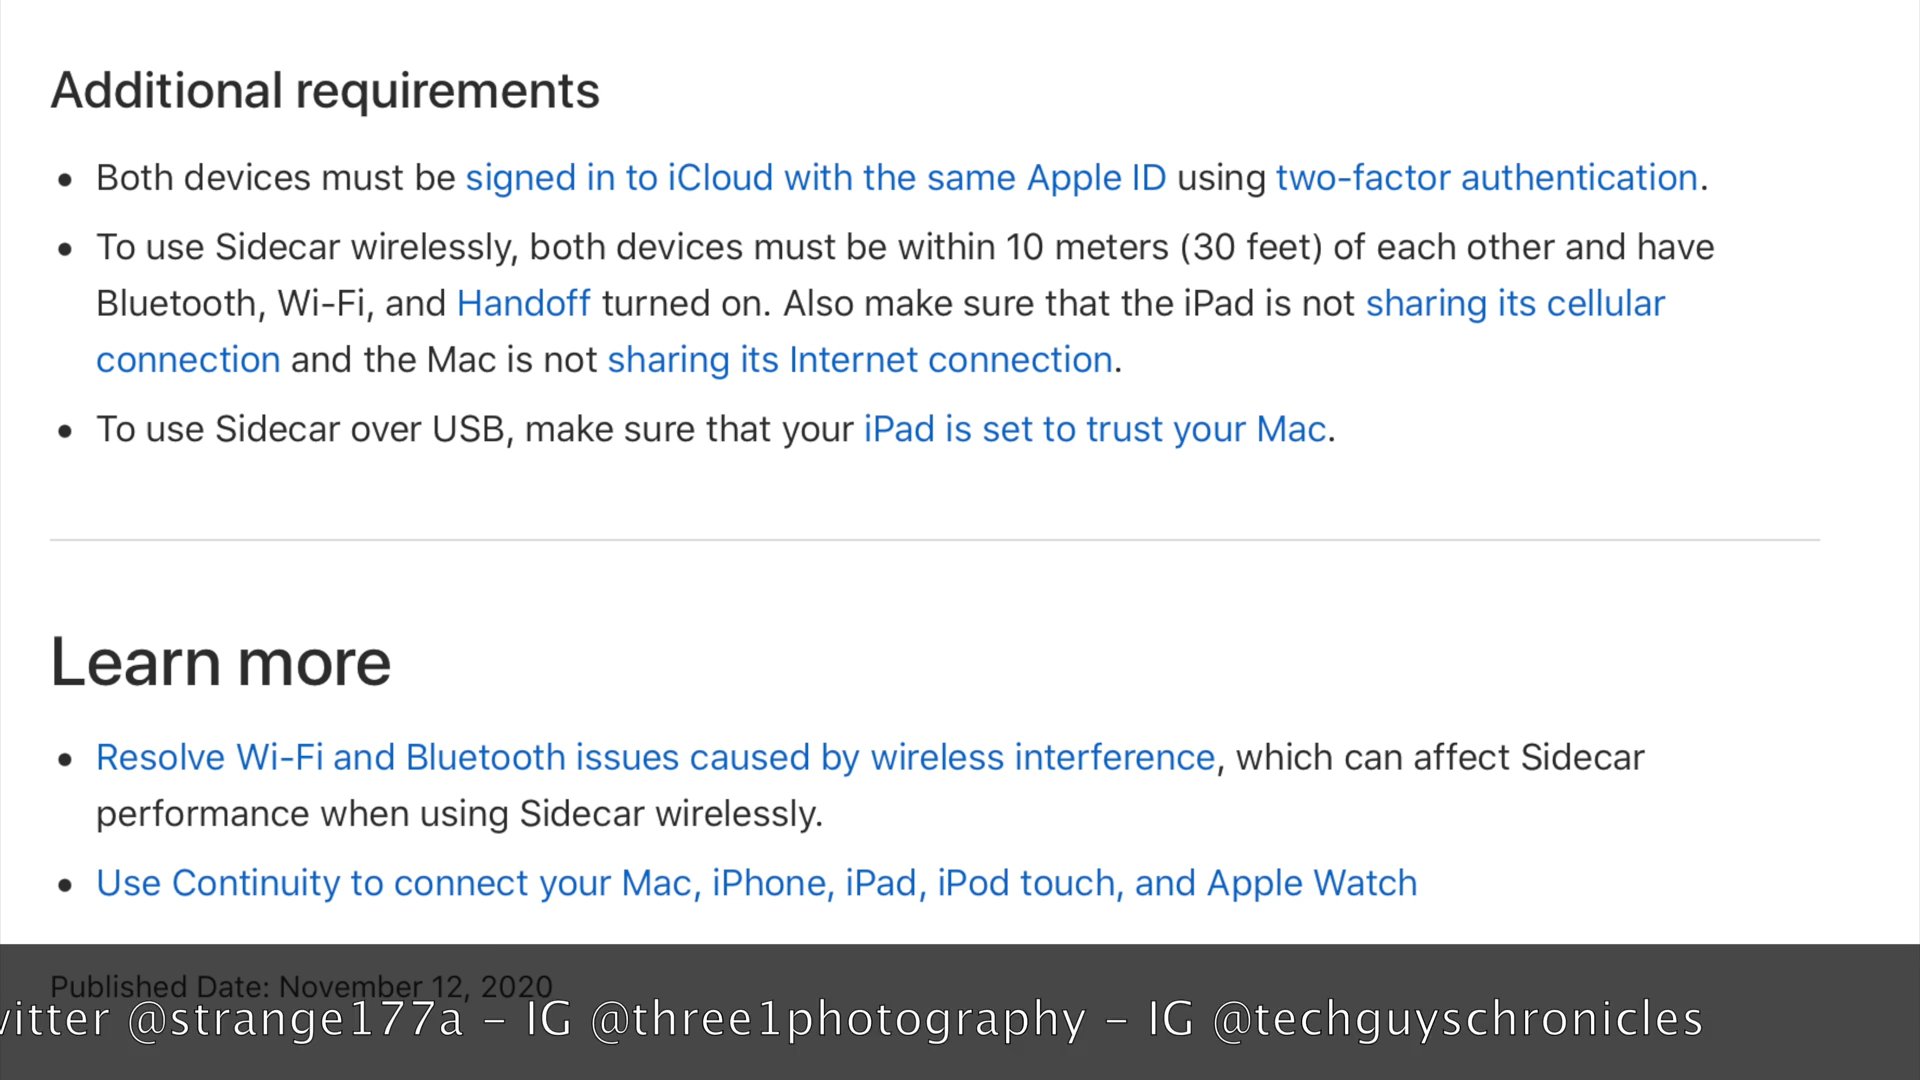 Additional requirements
• Both devices must be signed in to iCloud with the same Apple ID using two-factor authentication.
• To use Sidecar wirelessly, both devices must be within 10 meters (30 feet) of each other and have
Bluetooth, Wi-Fi, and Handoff turned on. Also make sure that the iPad is not sharing its cellular
connection and the Mac is not sharing its Internet connection.
• To use Sidecar over USB, make sure that your iPad is set to trust your Mac.
Learn more
• Resolve Wi-Fi and Bluetooth issues caused by wireless interference, which can affect Sidecar
performance when using Sidecar wirelessly.
• Use Continuity to connect your Mac, iPhone, iPad, iPod touch, and Apple Watch
Published Date: November 12, 2020
witter @strange177a – IG @three1photography – IG @techguyschronicles